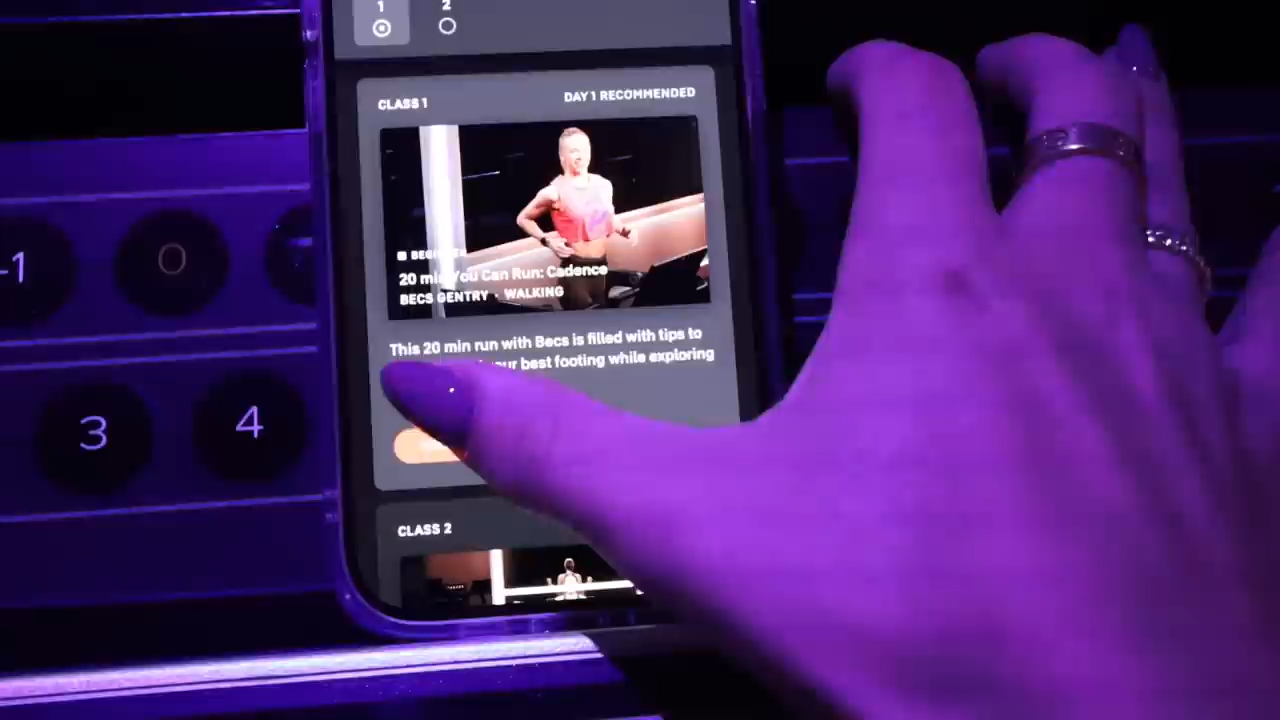 1 2
CLASS 1
DAY 1 RECOMMENDED
20 min You Can Run: Cadence
BECS GENTRY · WALKING
This 20 min run with Becs is filled with tips to
best footing while exploring
CLASS 2
-1 0
3 4